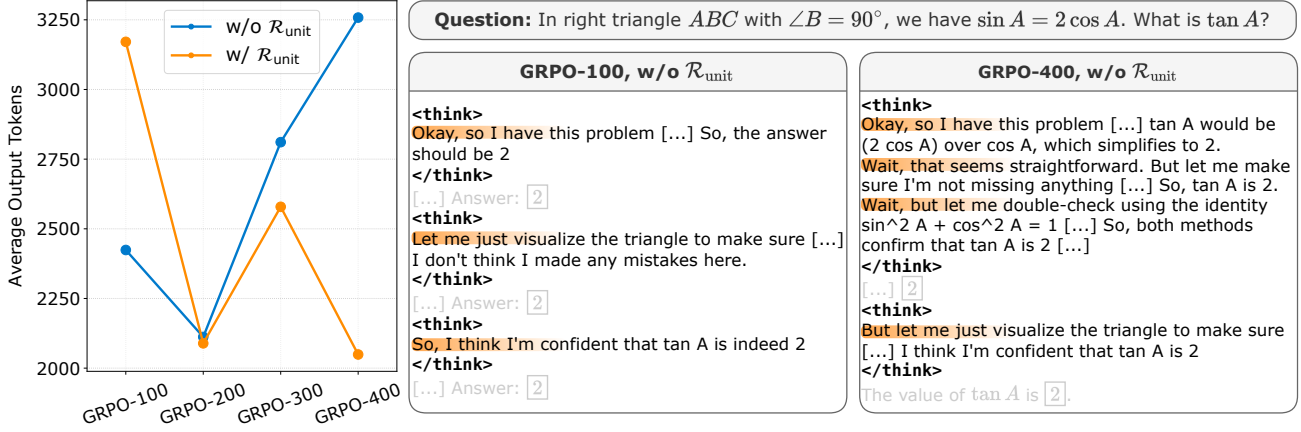 3250
3000
2750
2500
2250
2000
Average Output Tokens
w/o R_unit
w/ R_unit
GRPO-100
GRPO-200
GRPO-300
GRPO-400
Question: In right triangle ABC with ∠B = 90°, we have sin A = 2 cos A. What is tan A?
GRPO-100, w/o R_unit
<think>
Okay, so I have this problem [...] So, the answer
should be 2
</think>
[...] Answer: 2
<think>
Let me just visualize the triangle to make sure [...]
I don't think I made any mistakes here.
</think>
[...] Answer: 2
<think>
So, I think I'm confident that tan A is indeed 2
</think>
[...] Answer: 2
GRPO-400, w/o R_unit
<think>
Okay, so I have this problem [...] tan A would be
(2 cos A) over cos A, which simplifies to 2.
Wait, that seems straightforward. But let me make
sure I'm not missing anything [...] So, tan A is 2.
Wait, but let me double-check using the identity
sin^2 A + cos^2 A = 1 [...] So, both methods
confirm that tan A is 2 [...]
</think>
[...] 2
<think>
But let me just visualize the triangle to make sure
[...] I think I'm confident that tan A is 2
</think>
The value of tan A is 2.